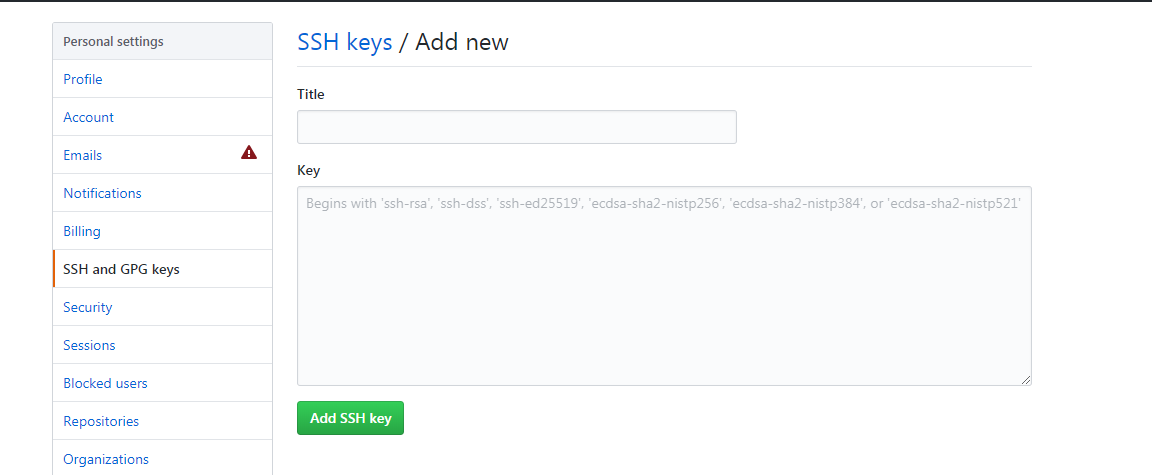 Personal settings
Profile
Account
Emails
Notifications
Billing
SSH and GPG keys
Security
Sessions
Blocked users
Repositories
Organizations
SSH keys / Add new
Title
Key
Begins with 'ssh-rsa', 'ssh-dss', 'ssh-ed25519', 'ecdsa-sha2-nistp256', 'ecdsa-sha2-nistp384', or 'ecdsa-sha2-nistp521'
Add SSH key